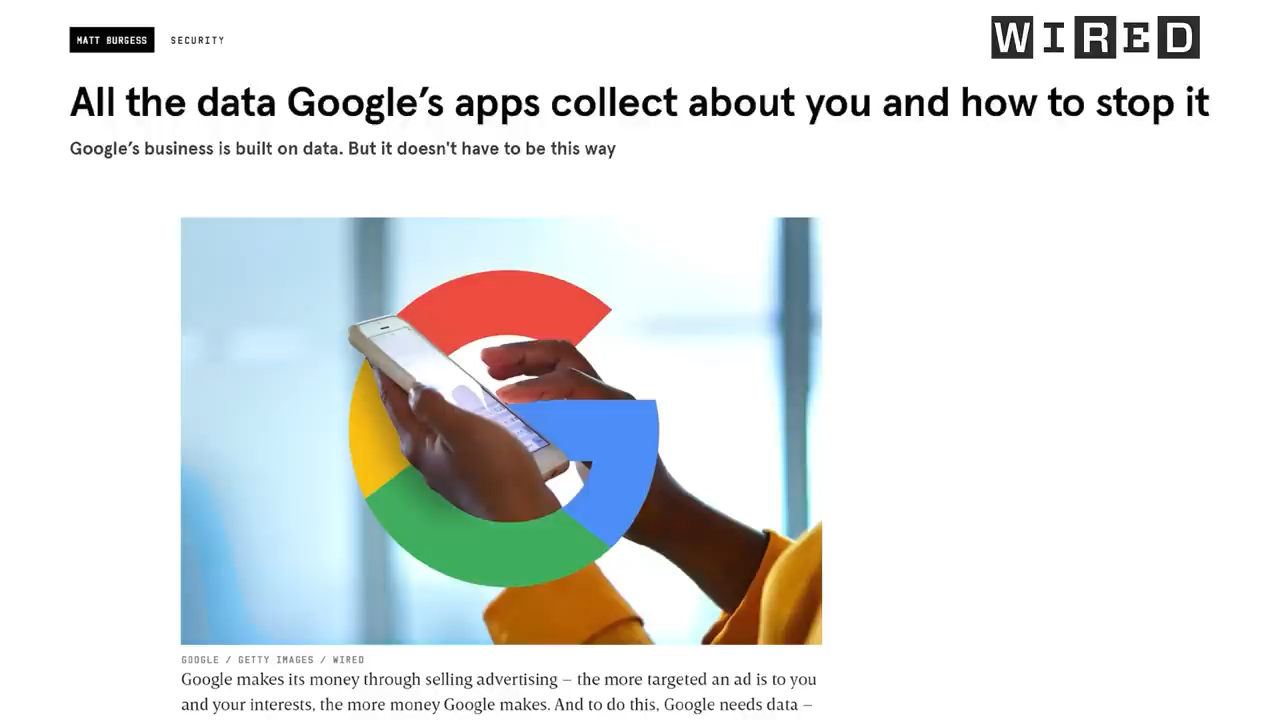 MATT BURGESS SECURITY
WIRED
All the data Google’s apps collect about you and how to stop it
Google’s business is built on data. But it doesn't have to be this way
GOOGLE / GETTY IMAGES / WIRED
Google makes its money through selling advertising – the more targeted an ad is to you
and your interests, the more money Google makes. And to do this, Google needs data –